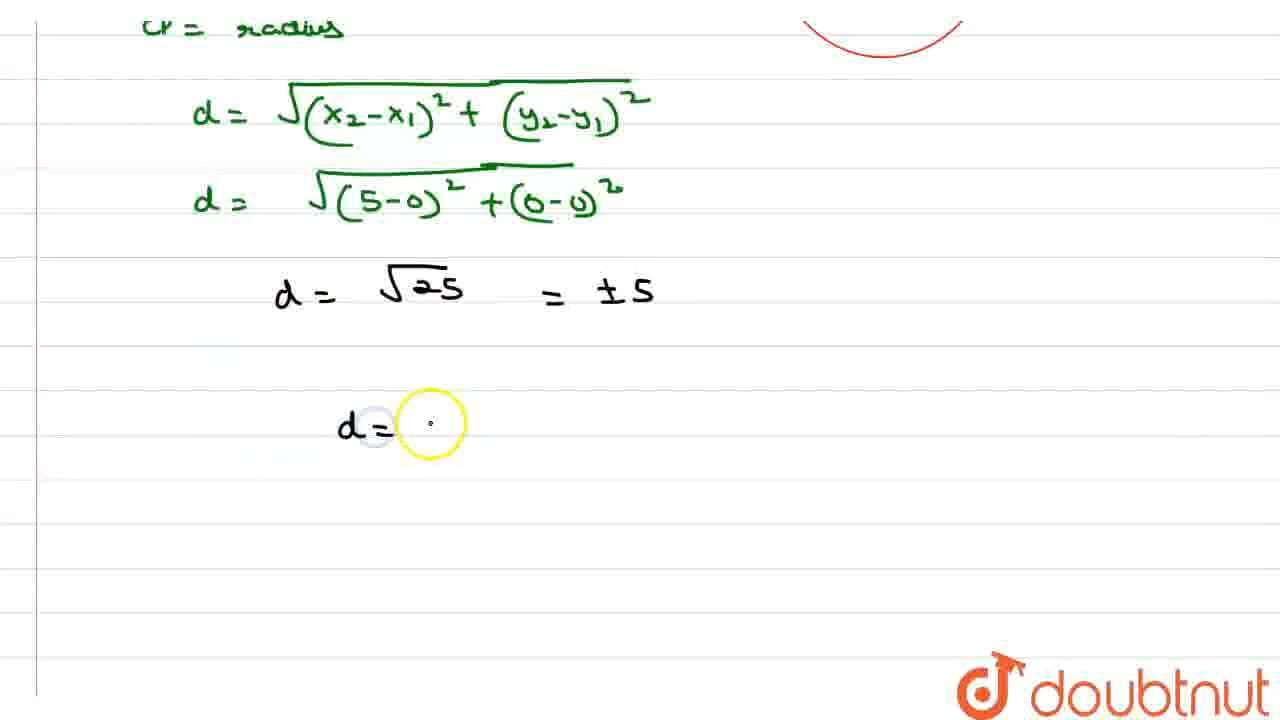 = radius
d = √(x₂-x₁)² + (y₂-y₁)²
d = √(5-0)² + (0-0)²
d = √25 = ±5
d =
doubtnut